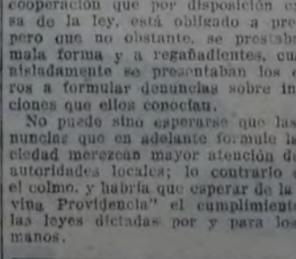 cooperación que por disposición ex
sa de la ley, está obligado a pre
pero que no obstante, se prestab
mala forma y a regañadientes, cu
aisladamente se presentaban los
ros a formular denuncias sobre in
ciones que ellos conocían.
No puede sino esperarse que las
nuncias que en adelante formule la
ciedad merezcan mayor atención d
autoridades locales; lo contrario
el colmo, y habría que esperar de la
vina Providencia" el cumplimient
las leyes dictadas por y para los
manos.